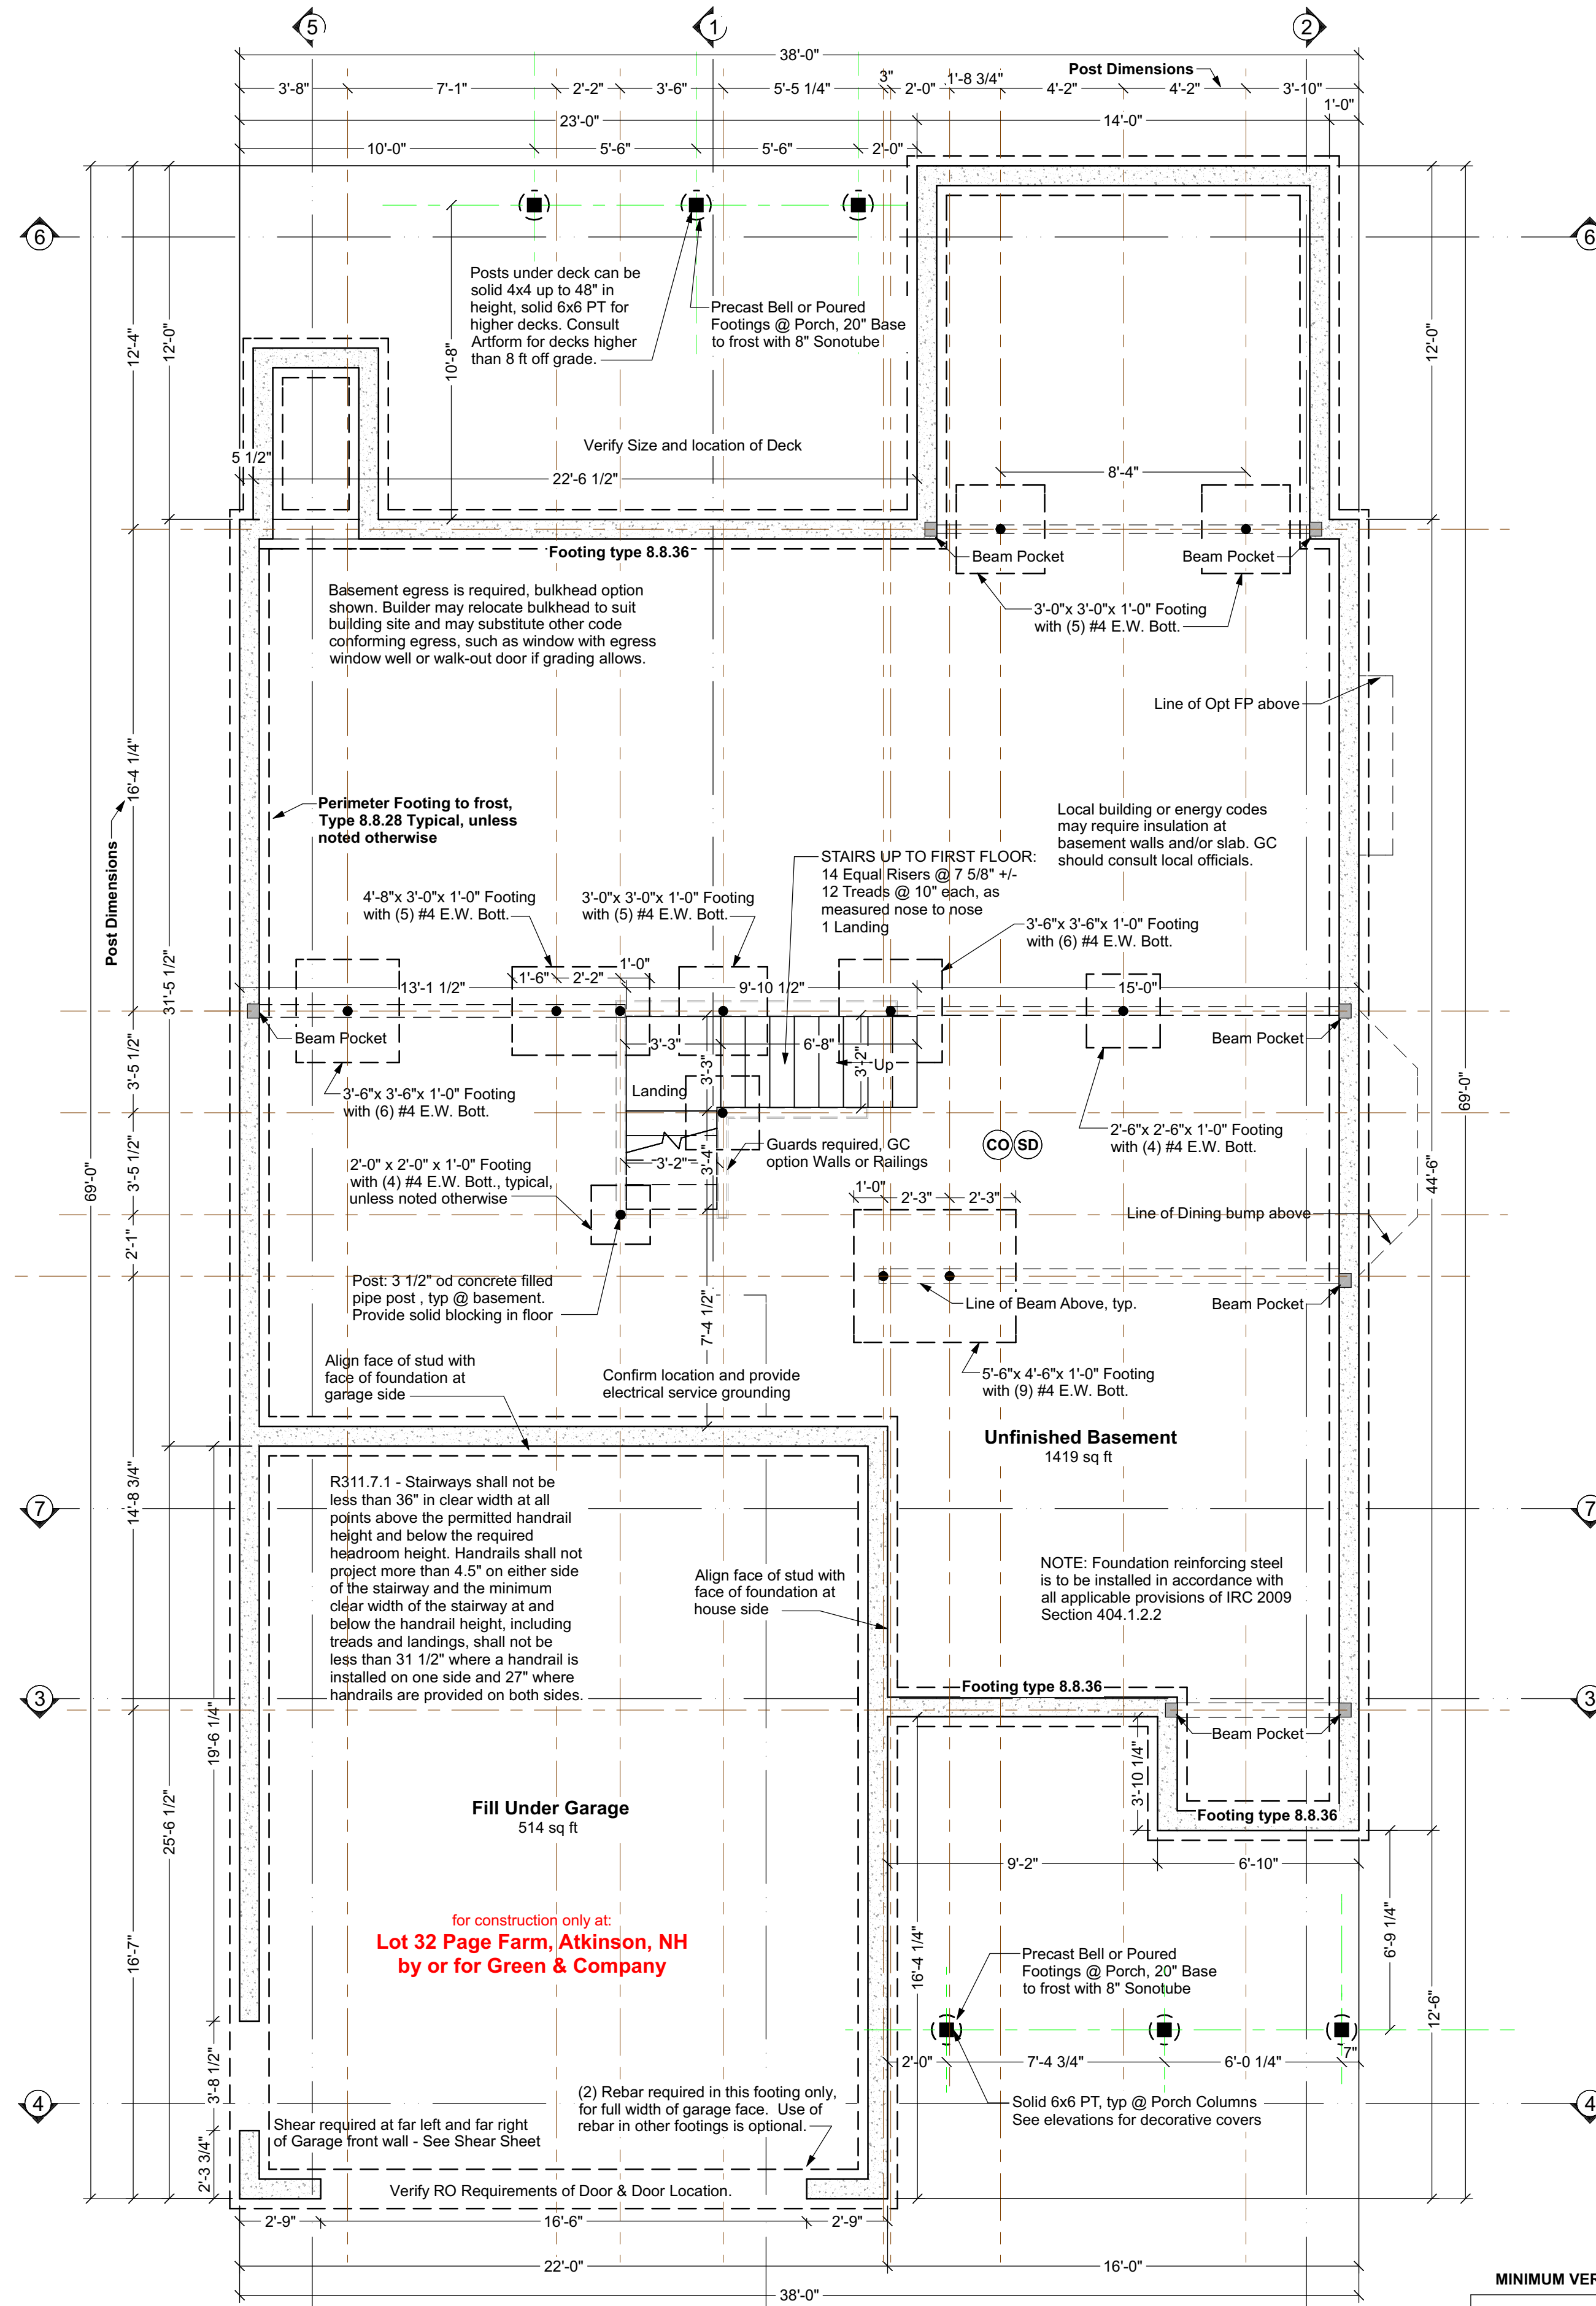 5
1
2
38'-0"
Post Dimensions
3'-8"
7'-1"
2'-2"
3'-6"
5'-5 1/4"
3"
2'-0"
1'-8 3/4"
4'-2"
4'-2"
3'-10"
23'-0"
14'-0"
1'-0"
10'-0"
5'-6"
5'-6"
2'-0"
6
6
Posts under deck can be
solid 4x4 up to 48" in
height, solid 6x6 PT for
higher decks. Consult
Artform for decks higher
than 8 ft off grade.
Precast Bell or Poured
Footings @ Porch, 20" Base
to frost with 8" Sonotube
12'-4"
12'-0"
10'-8"
12'-0"
Verify Size and location of Deck
5 1/2"
22'-6 1/2"
8'-4"
Footing type 8.8.36
Beam Pocket
Beam Pocket
Basement egress is required, bulkhead option
shown. Builder may relocate bulkhead to suit
building site and may substitute other code
conforming egress, such as window with egress
window well or walk-out door if grading allows.
3'-0"x 3'-0"x 1'-0" Footing
with (5) #4 E.W. Bott.
Line of Opt FP above
16'-4 1/4"
Post Dimensions
Perimeter Footing to frost,
Type 8.8.28 Typical, unless
noted otherwise
Local building or energy codes
may require insulation at
basement walls and/or slab. GC
should consult local officials.
STAIRS UP TO FIRST FLOOR:
14 Equal Risers @ 7 5/8" +/-
12 Treads @ 10" each, as
measured nose to nose
1 Landing
4'-8"x 3'-0"x 1'-0" Footing
with (5) #4 E.W. Bott.
3'-0"x 3'-0"x 1'-0" Footing
with (5) #4 E.W. Bott.
3'-6"x 3'-6"x 1'-0" Footing
with (6) #4 E.W. Bott.
31'-5 1/2"
1'-6"
2'-2"
1'-0"
13'-1 1/2"
9'-10 1/2"
15'-0"
Beam Pocket
Beam Pocket
3'-3"
6'-8"
3'-3"
3'-2"
Up
Landing
3'-5 1/2"
3'-6"x 3'-6"x 1'-0" Footing
with (6) #4 E.W. Bott.
2'-6"x 2'-6"x 1'-0" Footing
with (4) #4 E.W. Bott.
CO
SD
69'-0"
69'-0"
44'-6"
Guards required, GC
option Walls or Railings
3'-2"
3'-4"
3'-5 1/2"
2'-0" x 2'-0" x 1'-0" Footing
with (4) #4 E.W. Bott., typical,
unless noted otherwise
1'-0"
2'-3"
2'-3"
Line of Dining bump above
2'-1"
Post: 3 1/2" od concrete filled
pipe post , typ @ basement.
Provide solid blocking in floor
Line of Beam Above, typ.
Beam Pocket
7'-4 1/2"
Align face of stud with
face of foundation at
garage side
Confirm location and provide
electrical service grounding
5'-6"x 4'-6"x 1'-0" Footing
with (9) #4 E.W. Bott.
Unfinished Basement
1419 sq ft
14'-8 3/4"
7
7
R311.7.1 - Stairways shall not be
less than 36" in clear width at all
points above the permitted handrail
height and below the required
headroom height. Handrails shall not
project more than 4.5" on either side
of the stairway and the minimum
clear width of the stairway at and
below the handrail height, including
treads and landings, shall not be
less than 31 1/2" where a handrail is
installed on one side and 27" where
handrails are provided on both sides.
Align face of stud with
face of foundation at
house side
NOTE: Foundation reinforcing steel
is to be installed in accordance with
all applicable provisions of IRC 2009
Section 404.1.2.2
3
3
Footing type 8.8.36
Beam Pocket
19'-6 1/4"
3'-10 1/4"
Footing type 8.8.36
Fill Under Garage
514 sq ft
25'-6 1/2"
9'-2"
6'-10"
for construction only at:
Lot 32 Page Farm, Atkinson, NH
by or for Green & Company
16'-7"
16'-4 1/4"
6'-9 1/4"
Precast Bell or Poured
Footings @ Porch, 20" Base
to frost with 8" Sonotube
12'-6"
2'-0"
7'-4 3/4"
6'-0 1/4"
7"
3'-8 1/2"
4
4
(2) Rebar required in this footing only,
for full width of garage face. Use of
rebar in other footings is optional.
Solid 6x6 PT, typ @ Porch Columns
See elevations for decorative covers
Shear required at far left and far right
of Garage front wall - See Shear Sheet
2'-3 3/4"
Verify RO Requirements of Door & Door Location.
2'-9"
16'-6"
2'-9"
22'-0"
16'-0"
38'-0"
MINIMUM VER